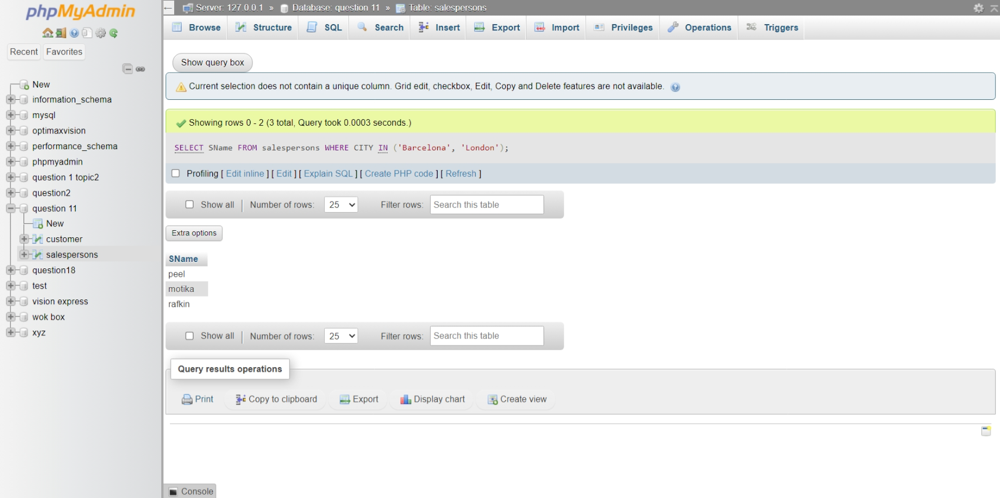 phpMyAdmin
Recent Favorites
New
information_schema
mysql
optimaxvision
performance_schema
phpmyadmin
question 1 topic2
question2
question 11
New
customer
salespersons
question18
test
vision express
wok box
xyz
Server: 127.0.0.1 » Database: question 11 » Table: salespersons
Browse Structure SQL Search Insert Export Import Privileges Operations Triggers
Show query box
Current selection does not contain a unique column. Grid edit, checkbox, Edit, Copy and Delete features are not available.
Showing rows 0 - 2 (3 total, Query took 0.0003 seconds.)
SELECT SName FROM salespersons WHERE CITY IN ('Barcelona', 'London');
Profiling [ Edit inline ] [ Edit ] [ Explain SQL ] [ Create PHP code ] [ Refresh ]
Show all | Number of rows: 25 Filter rows: Search this table
Extra options
SName
peel
motika
rafkin
Show all | Number of rows: 25 Filter rows: Search this table
Query results operations
Print Copy to clipboard Export Display chart Create view
Console